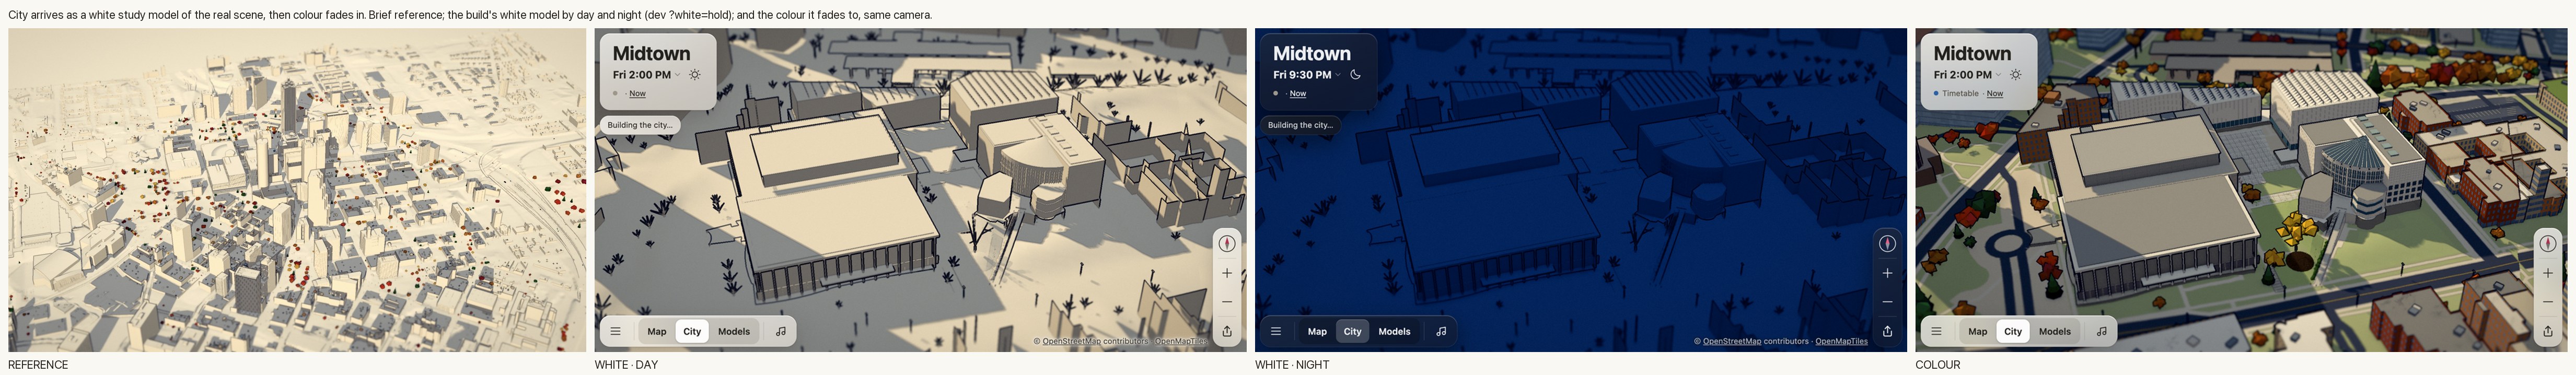 City arrives as a white study model of the real scene, then colour fades in. Brief reference; the build's white model by day and night (dev ?white=hold); and the colour it fades to, same camera.
Midtown
Fri 2:00 PM
· Now
Building the city...
Map City Models
© OpenStreetMap contributors · OpenMapTiles
Midtown
Fri 9:30 PM
· Now
Building the city...
Map City Models
© OpenStreetMap contributors · OpenMapTiles
Midtown
Fri 2:00 PM
Timetable · Now
Map City Models
REFERENCE
WHITE · DAY
WHITE · NIGHT
COLOUR